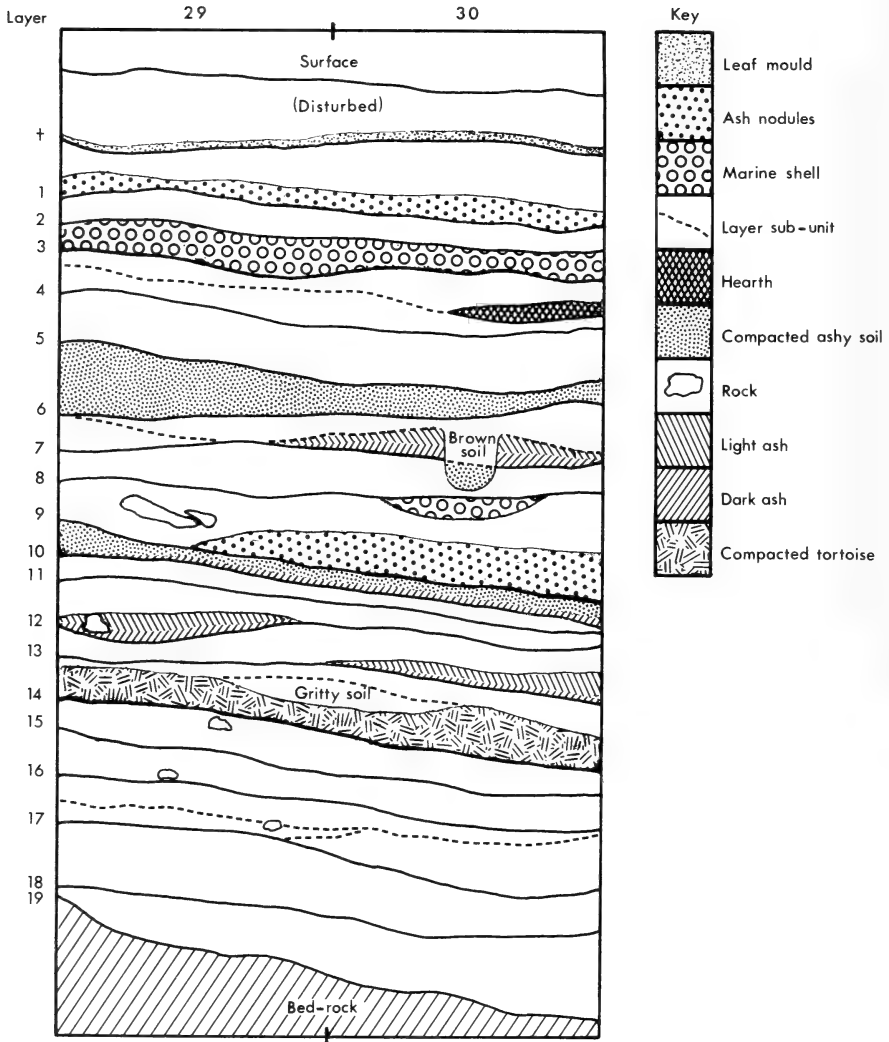 Layer
29
30
Key
Surface
(Disturbed)
†
1
2
3
4
5
6
7
8
9
10
11
12
13
14
15
16
17
18
19
Brown
soil
Gritty soil
Bed-rock
Leaf mould
Ash nodules
Marine shell
Layer sub-unit
Hearth
Compacted ashy soil
Rock
Light ash
Dark ash
Compacted tortoise